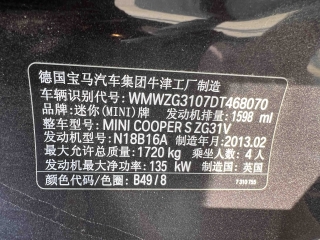 德国宝马汽车集团牛津工厂制造
车辆识别代号: WMWZG3107DT468070
品牌:迷你(MINI)牌 发动机排量: 1598 ml
整车型号: MINI COOPER S ZG31V
发动机型号: N18B16A 制造年月:2013.02
最大允许总质量: 1720 kg 乘坐人数: 4人
发动机最大净功率: 135 kW 制造国: 英国
颜色代码/色圈: B49 / 8